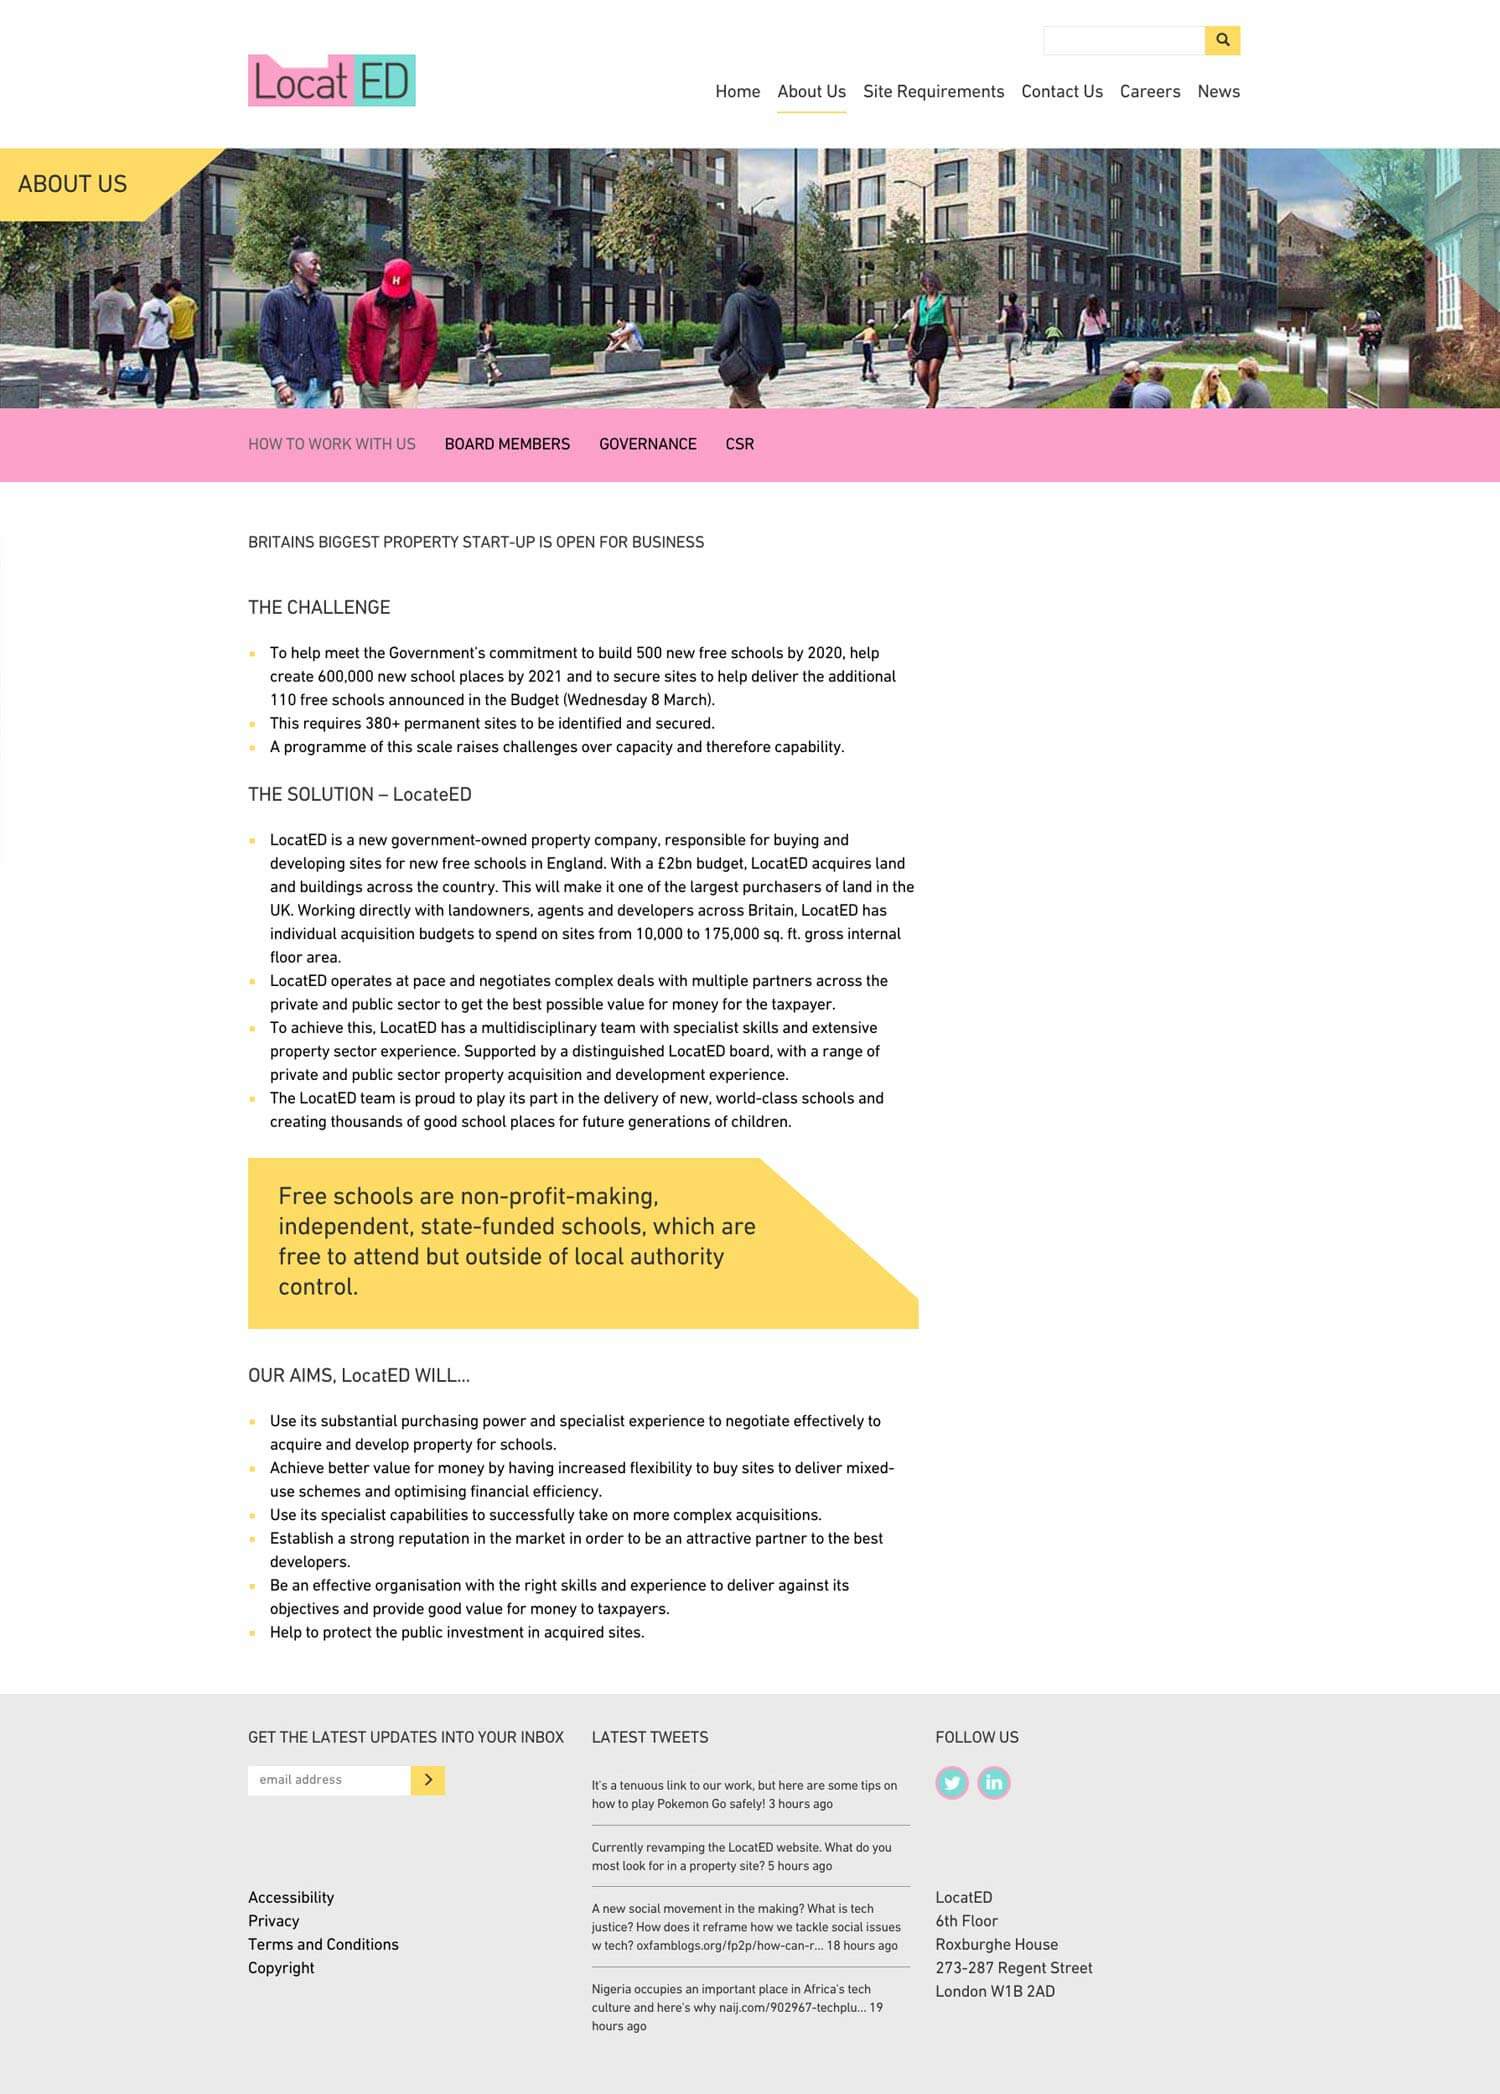 LocatED
Home About Us Site Requirements Contact Us Careers News
ABOUT US
H
HOW TO WORK WITH US BOARD MEMBERS GOVERNANCE CSR
BRITAINS BIGGEST PROPERTY START-UP IS OPEN FOR BUSINESS
THE CHALLENGE
To help meet the Government's commitment to build 500 new free schools by 2020, help
create 600,000 new school places by 2021 and to secure sites to help deliver the additional
110 free schools announced in the Budget (Wednesday 8 March).
This requires 380+ permanent sites to be identified and secured.
A programme of this scale raises challenges over capacity and therefore capability.
THE SOLUTION – LocateED
LocatED is a new government-owned property company, responsible for buying and
developing sites for new free schools in England. With a £2bn budget, LocatED acquires land
and buildings across the country. This will make it one of the largest purchasers of land in the
UK. Working directly with landowners, agents and developers across Britain, LocatED has
individual acquisition budgets to spend on sites from 10,000 to 175,000 sq. ft. gross internal
floor area.
LocatED operates at pace and negotiates complex deals with multiple partners across the
private and public sector to get the best possible value for money for the taxpayer.
To achieve this, LocatED has a multidisciplinary team with specialist skills and extensive
property sector experience. Supported by a distinguished LocatED board, with a range of
private and public sector property acquisition and development experience.
The LocatED team is proud to play its part in the delivery of new, world-class schools and
creating thousands of good school places for future generations of children.
Free schools are non-profit-making,
independent, state-funded schools, which are
free to attend but outside of local authority
control.
OUR AIMS, LocatED WILL...
Use its substantial purchasing power and specialist experience to negotiate effectively to
acquire and develop property for schools.
Achieve better value for money by having increased flexibility to buy sites to deliver mixed-
use schemes and optimising financial efficiency.
Use its specialist capabilities to successfully take on more complex acquisitions.
Establish a strong reputation in the market in order to be an attractive partner to the best
developers.
Be an effective organisation with the right skills and experience to deliver against its
objectives and provide good value for money to taxpayers.
Help to protect the public investment in acquired sites.
GET THE LATEST UPDATES INTO YOUR INBOX
email address
Accessibility
Privacy
Terms and Conditions
Copyright
LATEST TWEETS
It's a tenuous link to our work, but here are some tips on
how to play Pokemon Go safely! 3 hours ago
Currently revamping the LocatED website. What do you
most look for in a property site? 5 hours ago
A new social movement in the making? What is tech
justice? How does it reframe how we tackle social issues
w tech? oxfamblogs.org/fp2p/how-can-r... 18 hours ago
Nigeria occupies an important place in Africa's tech
culture and here's why naij.com/902967-techplu... 19
hours ago
FOLLOW US
in
LocatED
6th Floor
Roxburghe House
273-287 Regent Street
London W1B 2AD